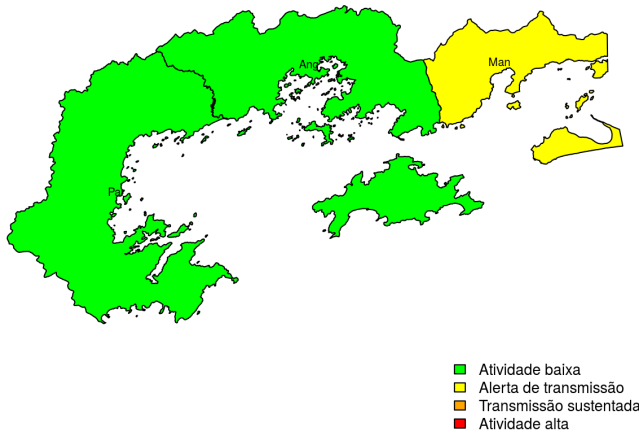 Ang
Man
Pa
Atividade baixa
Alerta de transmissão
Transmissão sustentada
Atividade alta